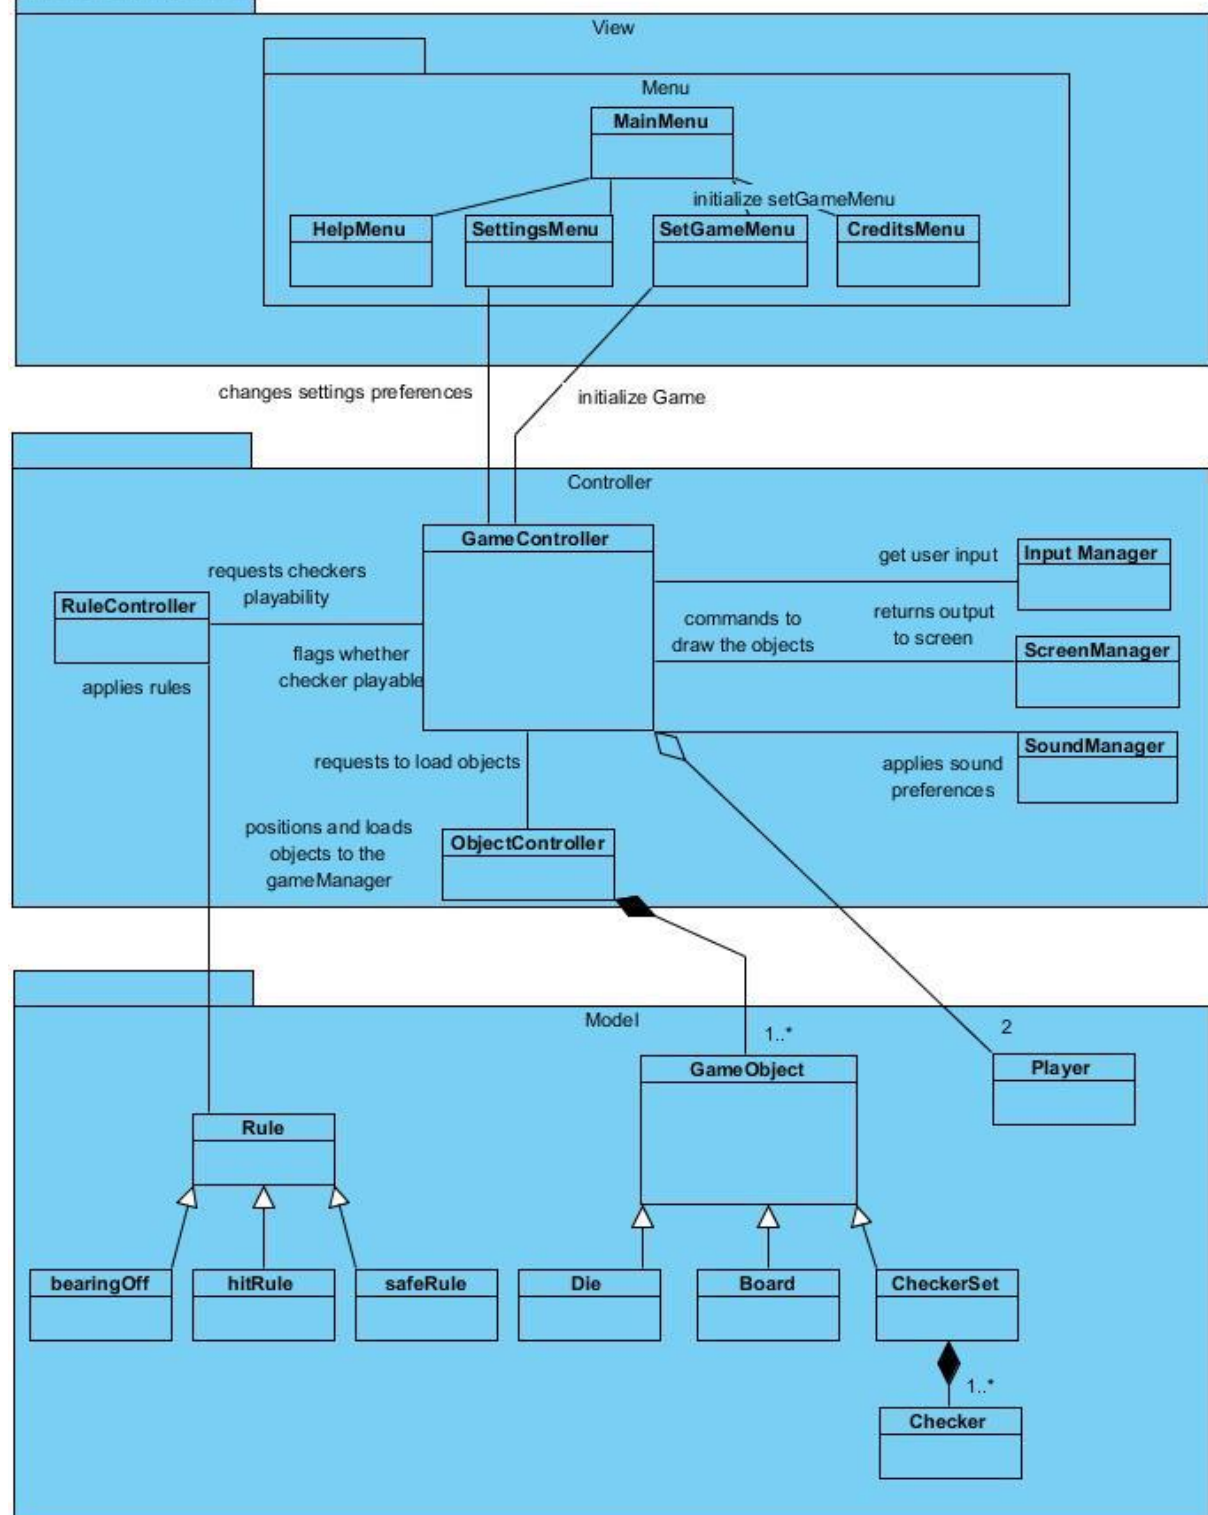 View
Menu
MainMenu
initialize setGameMenu
HelpMenu
SettingsMenu
SetGameMenu
CreditsMenu
changes settings preferences
initialize Game
Controller
GameController
get user input
Input Manager
requests checkers
playability
RuleController
commands to
draw the objects
returns output
to screen
ScreenManager
flags whether
checker playable
applies rules
requests to load objects
SoundManager
applies sound
preferences
positions and loads
objects to the
gameManager
ObjectController
Model
1..*
2
GameObject
Player
Rule
bearingOff
hitRule
safeRule
Die
Board
CheckerSet
1..*
Checker